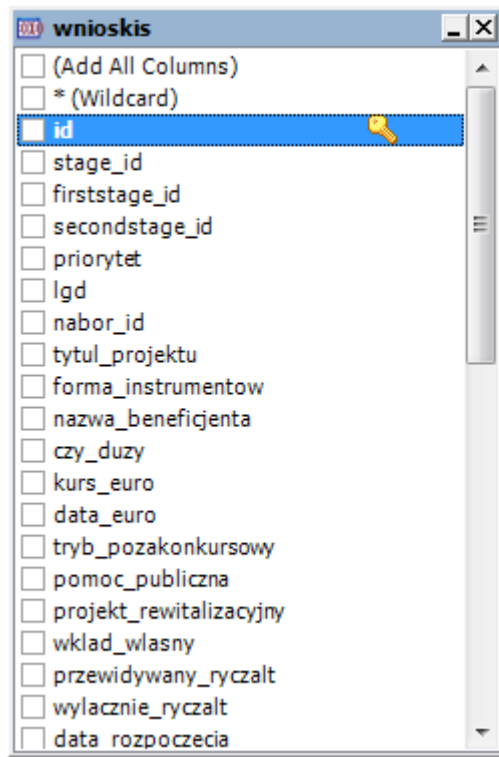 wnioskis
(Add All Columns)
* (Wildcard)
id
stage_id
firststage_id
secondstage_id
priorytet
lgd
nabor_id
tytul_projektu
forma_instrumentow
nazwa_beneficjenta
czy_duzy
kurs_euro
data_euro
tryb_pozakonkursowy
pomoc_publiczna
projekt_rewitalizacyjny
wklad_wlasny
przewidywany_ryczalt
wylacznie_ryczalt
data_rozpoczecia